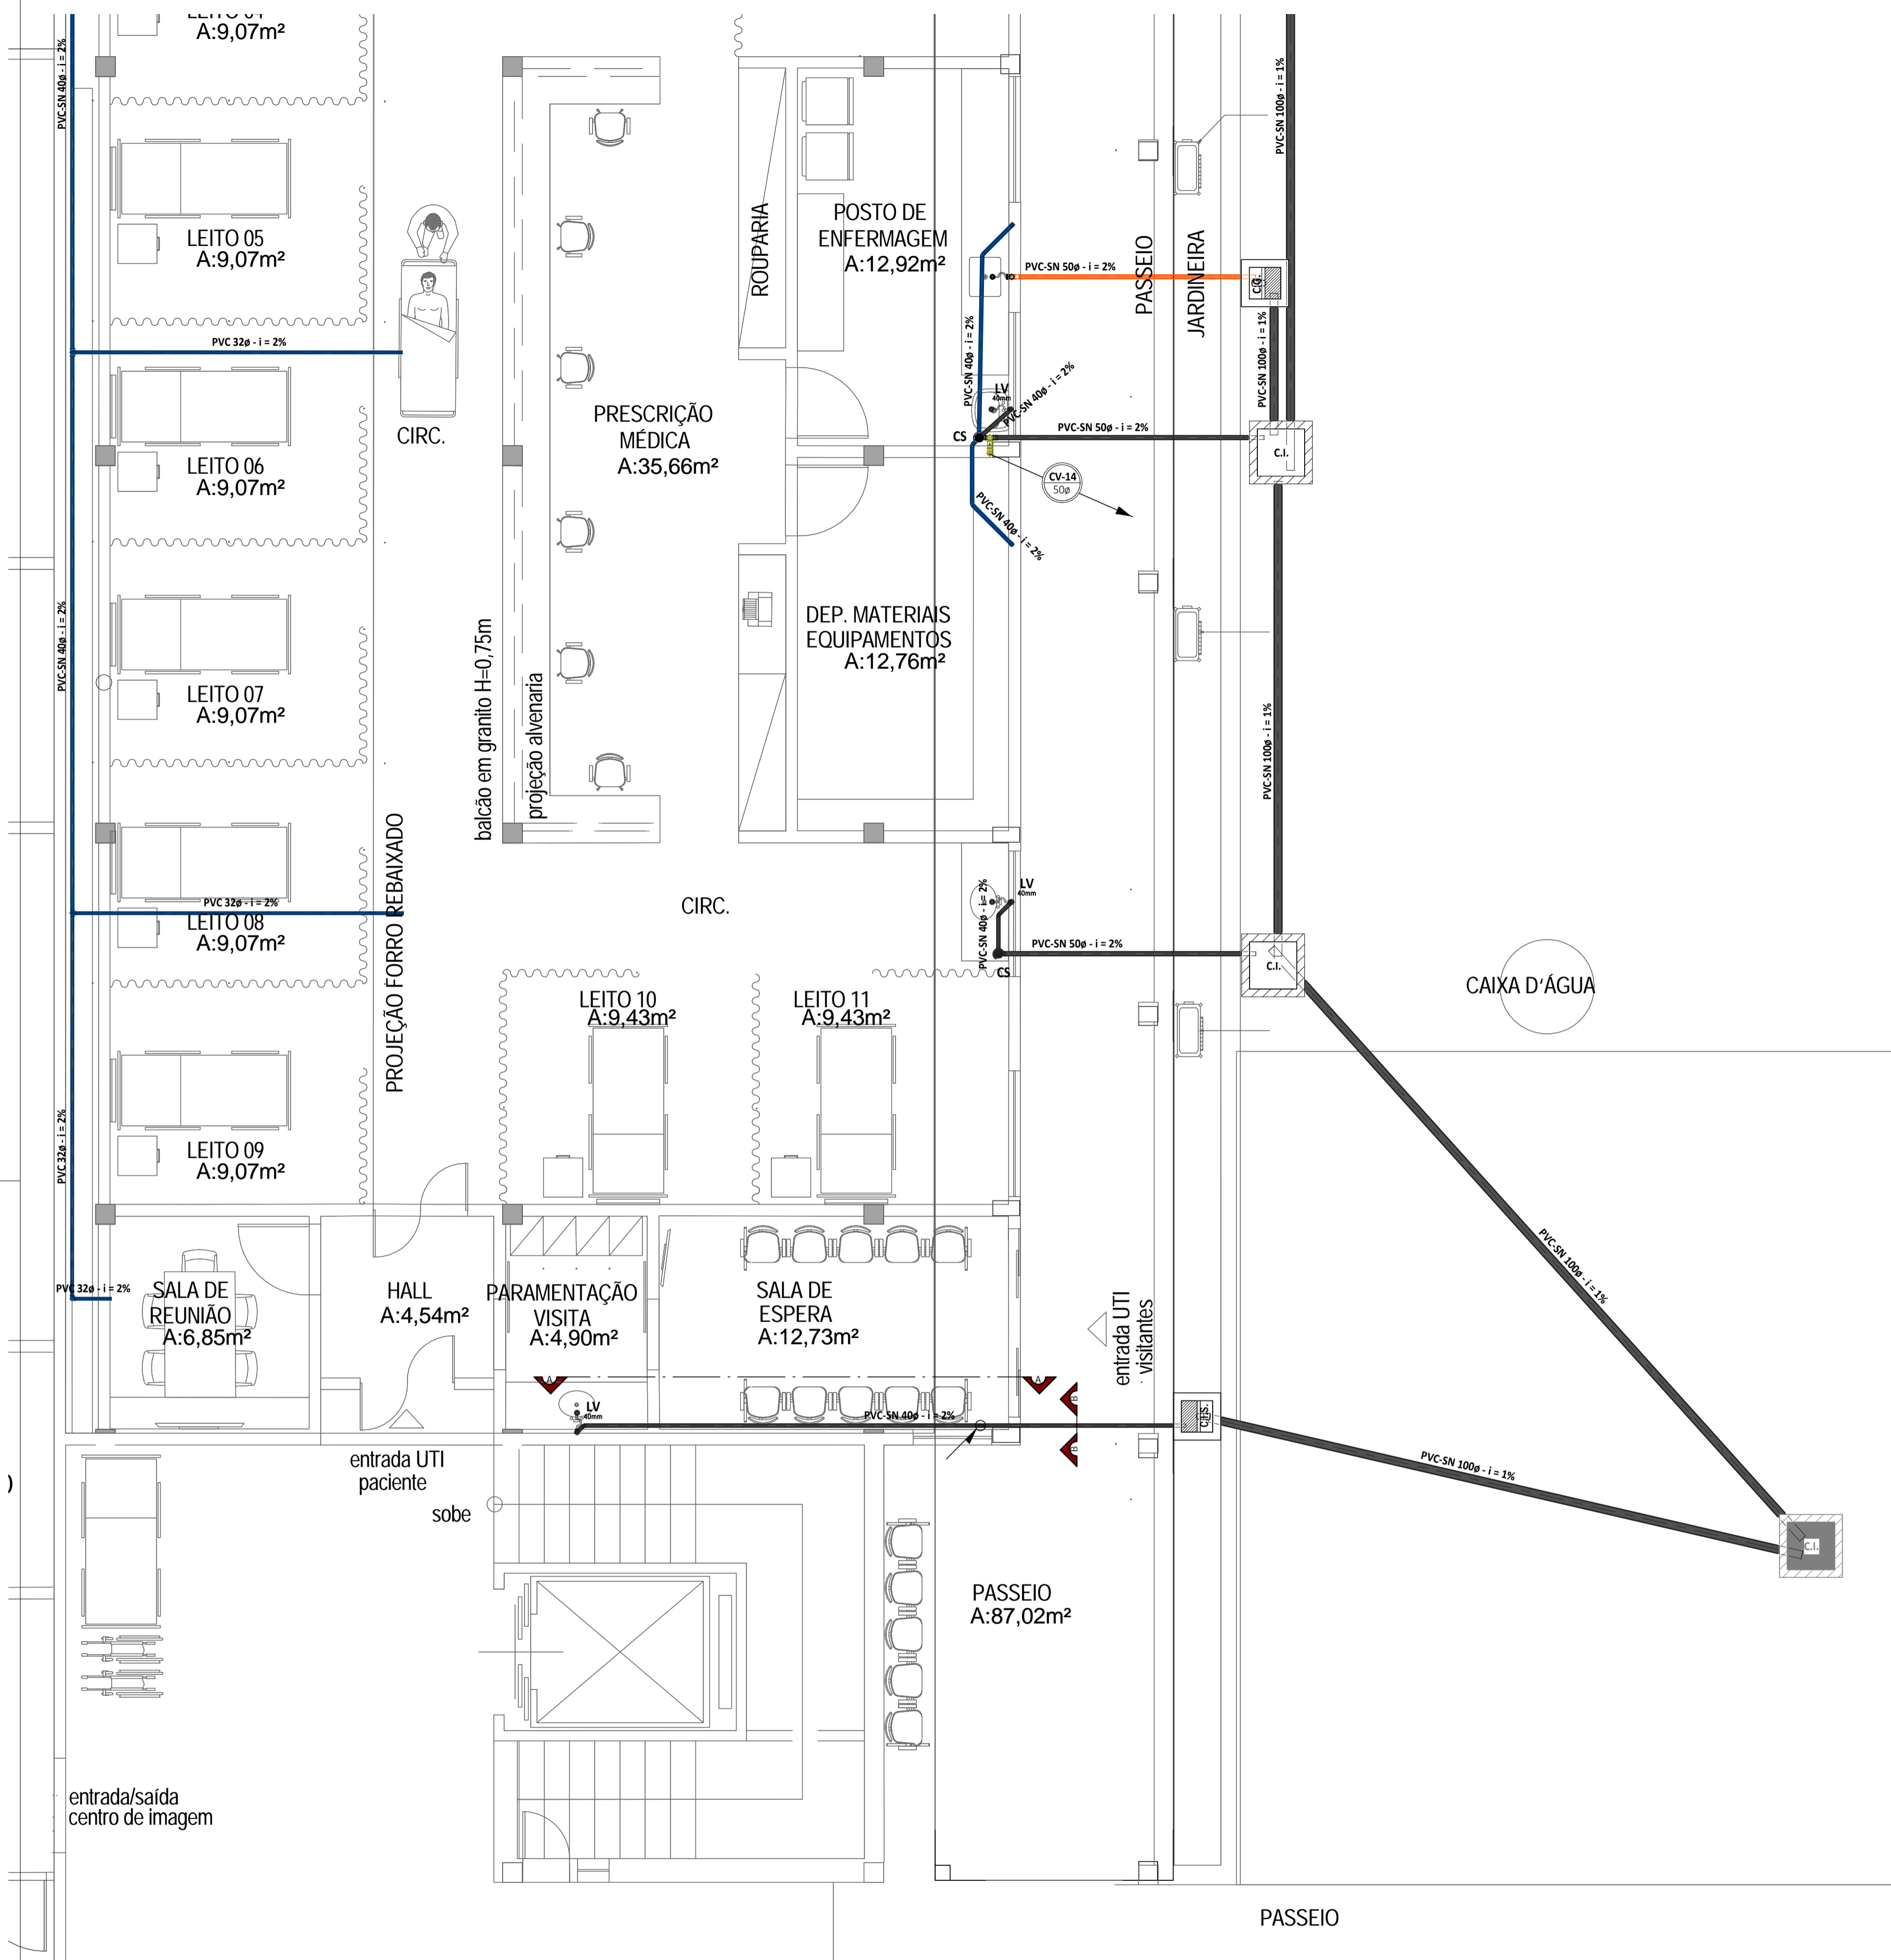 A:9,07m²
PVC-SN 40ø - i = 2%
PVC-SN 100ø - i = 1%
LEITO 05
A:9,07m²
ROUPARIA
POSTO DE
ENFERMAGEM
A:12,92m²
PASSEIO
JARDINEIRA
PVC-SN 50ø - i = 2%
C.G.
PVC 32ø - i = 2%
PVC-SN 40ø - i = 2%
PVC-SN 100ø - i = 1%
LV
40mm
PVC-SN 40ø - i = 2%
CIRC.
PRESCRIÇÃO
MÉDICA
A:35,66m²
CS
PVC-SN 50ø - i = 2%
C.I.
LEITO 06
A:9,07m²
CV-14
50ø
PVC-SN 40ø - i = 2%
PVC-SN 40ø - i = 2%
LEITO 07
A:9,07m²
balcão em granito H=0,75m
projeção alvenaria
DEP. MATERIAIS
EQUIPAMENTOS
A:12,76m²
PVC-SN 100ø - i = 1%
PVC 32ø - i = 2%
LEITO 08
A:9,07m²
PROJEÇÃO FORRO REBAIXADO
CIRC.
LV
40mm
PVC-SN 40ø - i = 2%
PVC-SN 50ø - i = 2%
CS
C.I.
CAIXA D'ÁGUA
LEITO 10
A:9,43m²
LEITO 11
A:9,43m²
PVC 32ø - i = 2%
LEITO 09
A:9,07m²
PVC-SN 100ø - i = 1%
PVC 32ø - i = 2%
SALA DE
REUNIÃO
A:6,85m²
HALL
A:4,54m²
PARAMENTAÇÃO
VISITA
A:4,90m²
SALA DE
ESPERA
A:12,73m²
entrada UTI
visitantes
A
A
B
B
LV
40mm
PVC-SN 40ø - i = 2%
C.I.S.
PVC-SN 100ø - i = 1%
C.I.
entrada UTI
paciente
sobe
PASSEIO
A:87,02m²
entrada/saída
centro de imagem
PASSEIO